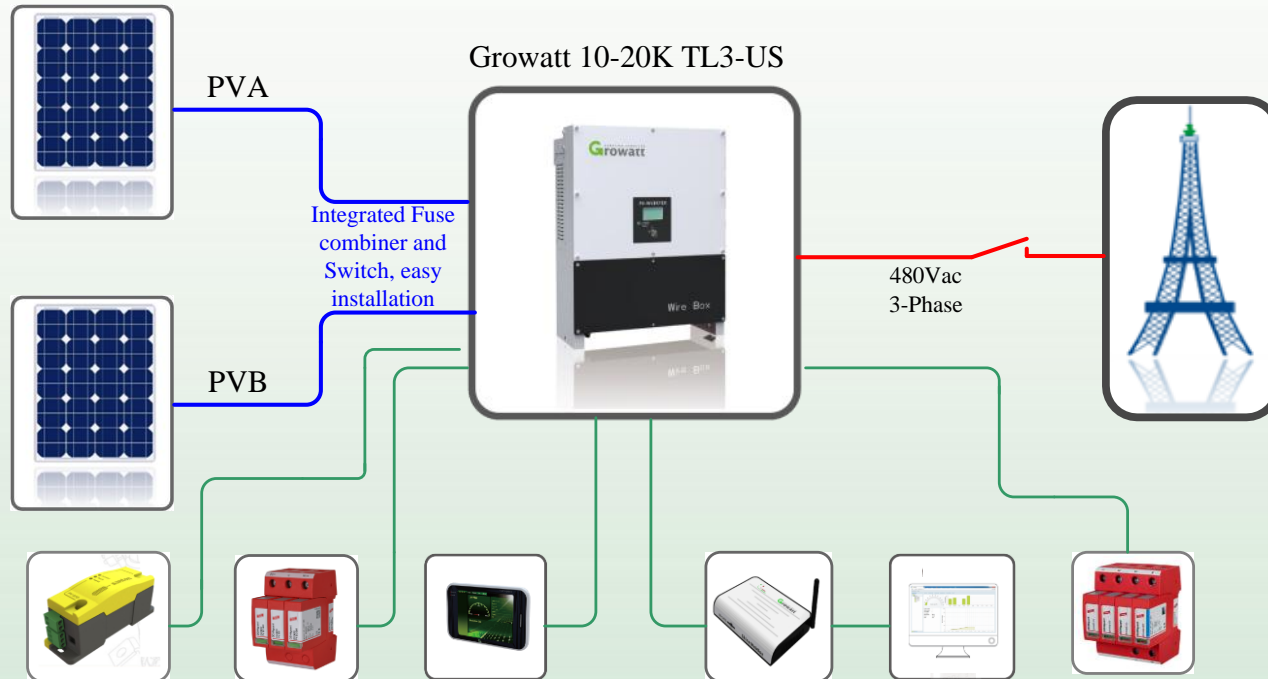 Growatt 10-20K TL3-US
PVA
Growatt
Integrated Fuse
combiner and
Switch, easy
installation
Wire Box
480Vac
3-Phase
PVB